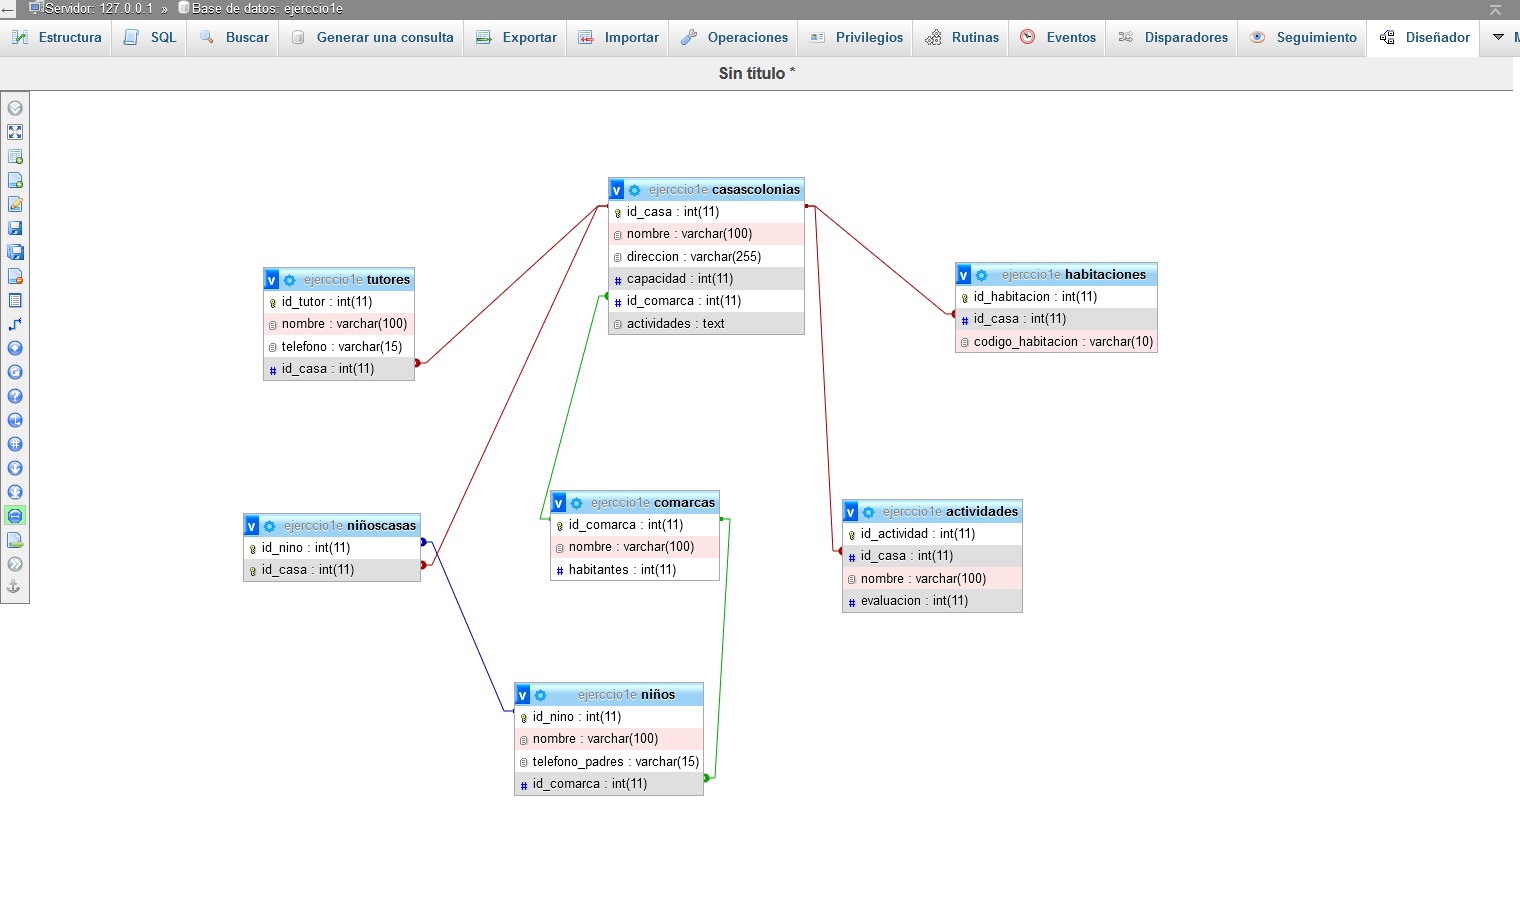 Servidor: 127.0.0.1 » Base de datos: ejerccio1e
Estructura SQL Buscar Generar una consulta Exportar Importar Operaciones Privilegios Rutinas Eventos Disparadores Seguimiento Diseñador M
Sin título *
v ejerccio1e casascolonias
id_casa : int(11)
nombre : varchar(100)
direccion : varchar(255)
# capacidad : int(11)
# id_comarca : int(11)
actividades : text
v ejerccio1e tutores
id_tutor : int(11)
nombre : varchar(100)
telefono : varchar(15)
# id_casa : int(11)
v ejerccio1e habitaciones
id_habitacion : int(11)
# id_casa : int(11)
codigo_habitacion : varchar(10)
v ejerccio1e niñoscasas
id_nino : int(11)
id_casa : int(11)
v ejerccio1e comarcas
id_comarca : int(11)
nombre : varchar(100)
# habitantes : int(11)
v ejerccio1e actividades
id_actividad : int(11)
# id_casa : int(11)
nombre : varchar(100)
# evaluacion : int(11)
v ejerccio1e niños
id_nino : int(11)
nombre : varchar(100)
telefono_padres : varchar(15)
# id_comarca : int(11)